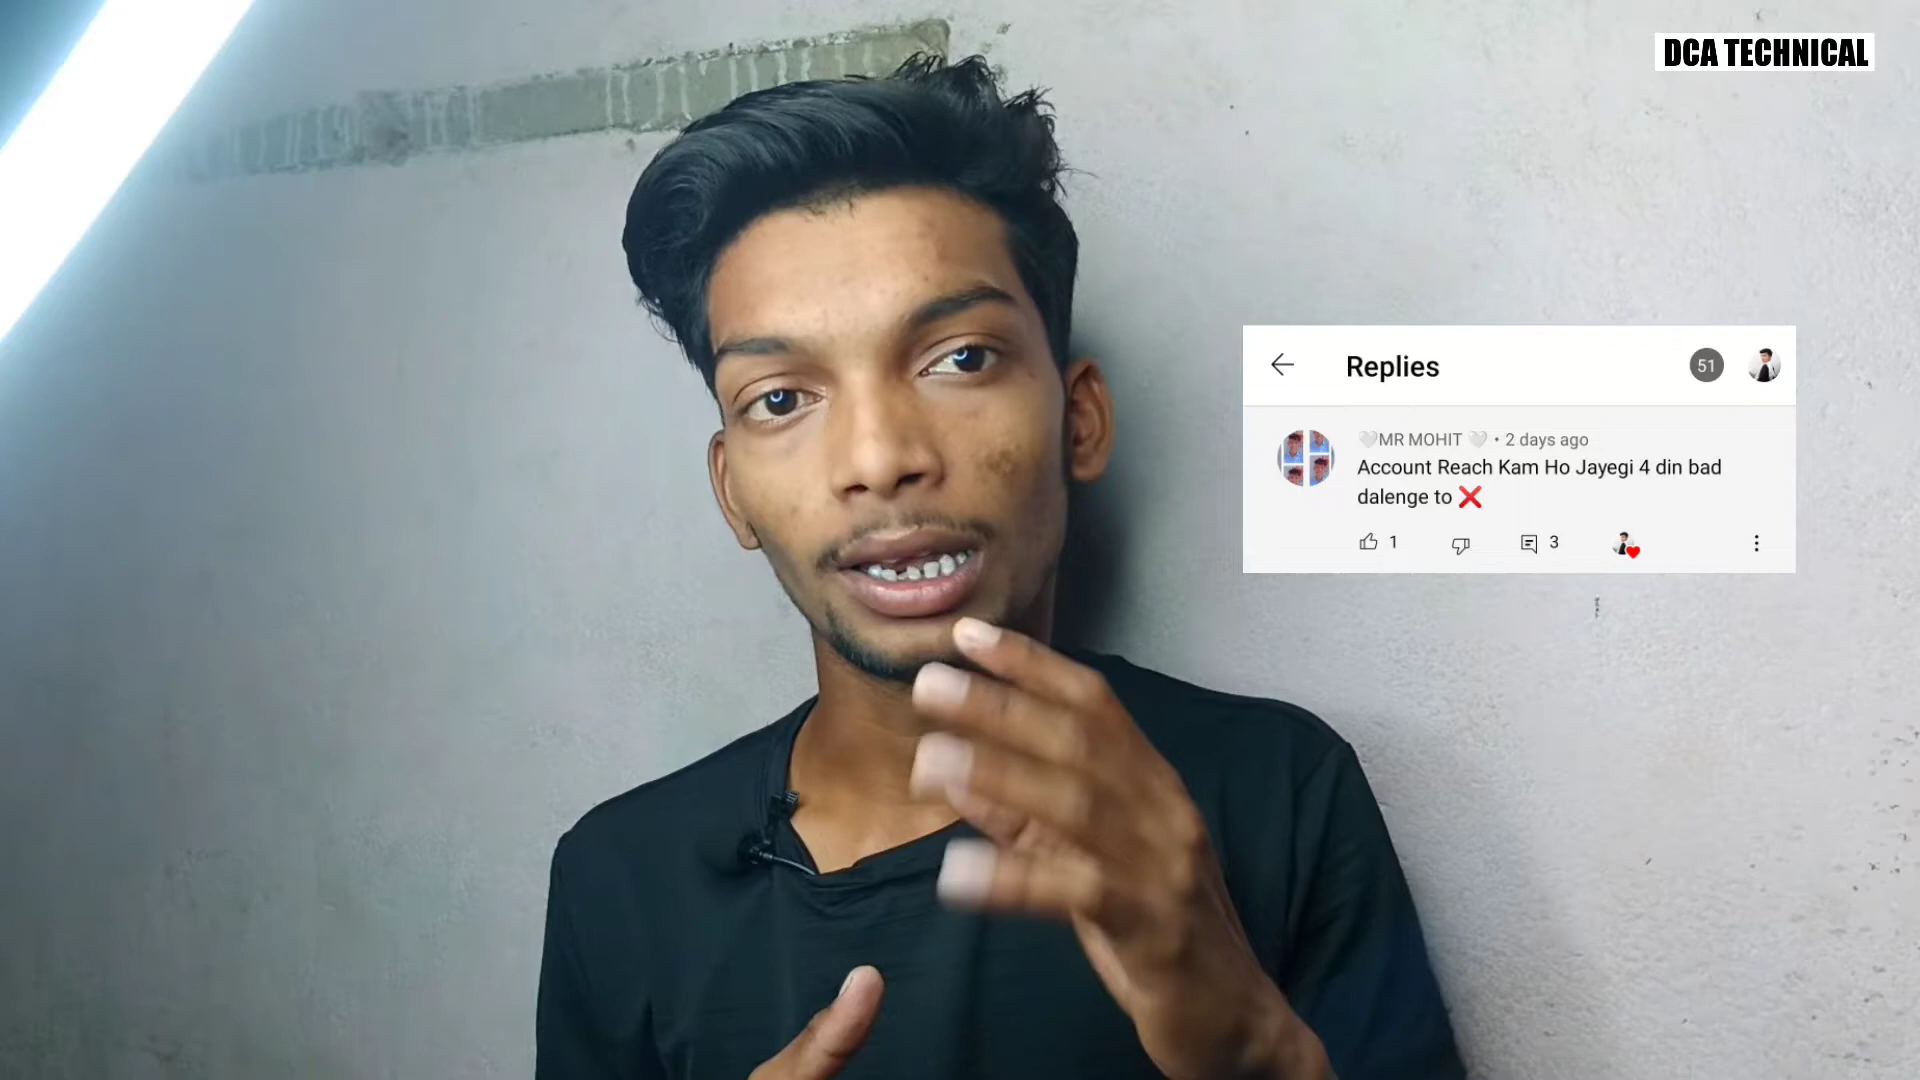 DCA TECHNICAL
Replies
51
🤍MR MOHIT 🤍 • 2 days ago
Account Reach Kam Ho Jayegi 4 din bad
dalenge to ❌
1
3